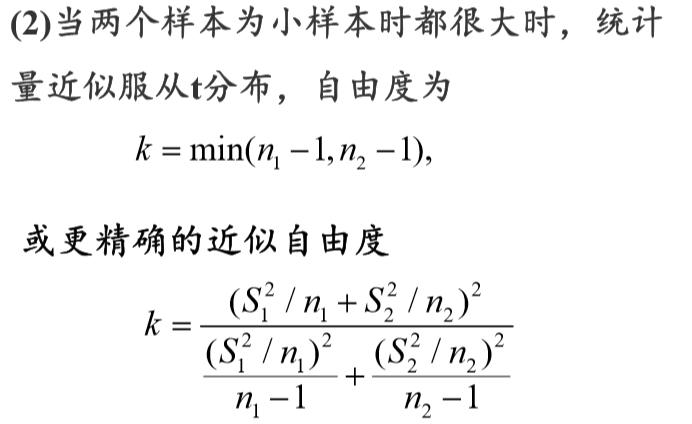 (2)当两个样本为小样本时都很大时，统计
量近似服从t分布，自由度为
k = min(n₁ −1, n₂ −1),
或更精确的近似自由度
k = (S₁² / n₁ + S₂² / n₂)² / ( (S₁² / n₁)² / (n₁ −1) + (S₂² / n₂)² / (n₂ −1) )